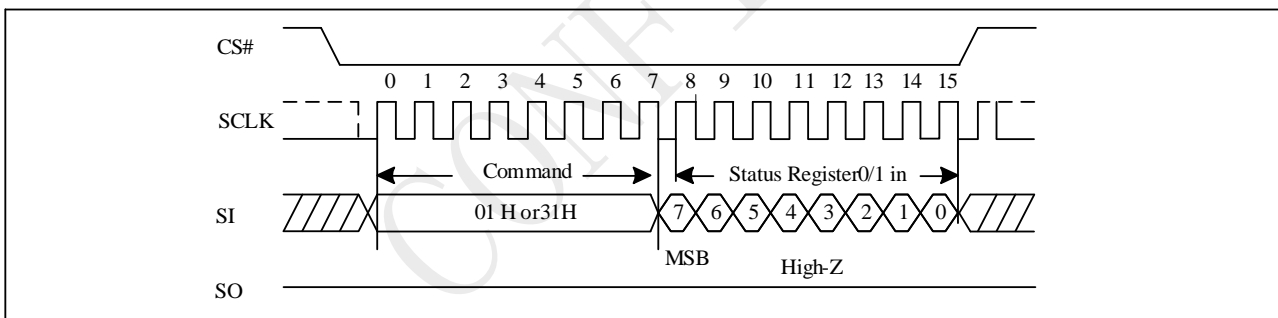 CONF
CS#
0 1 2 3 4 5 6 7 8 9 10 11 12 13 14 15
SCLK
Command Status Register0/1 in
SI 01 H or31H 7 6 5 4 3 2 1 0
MSB High-Z
SO